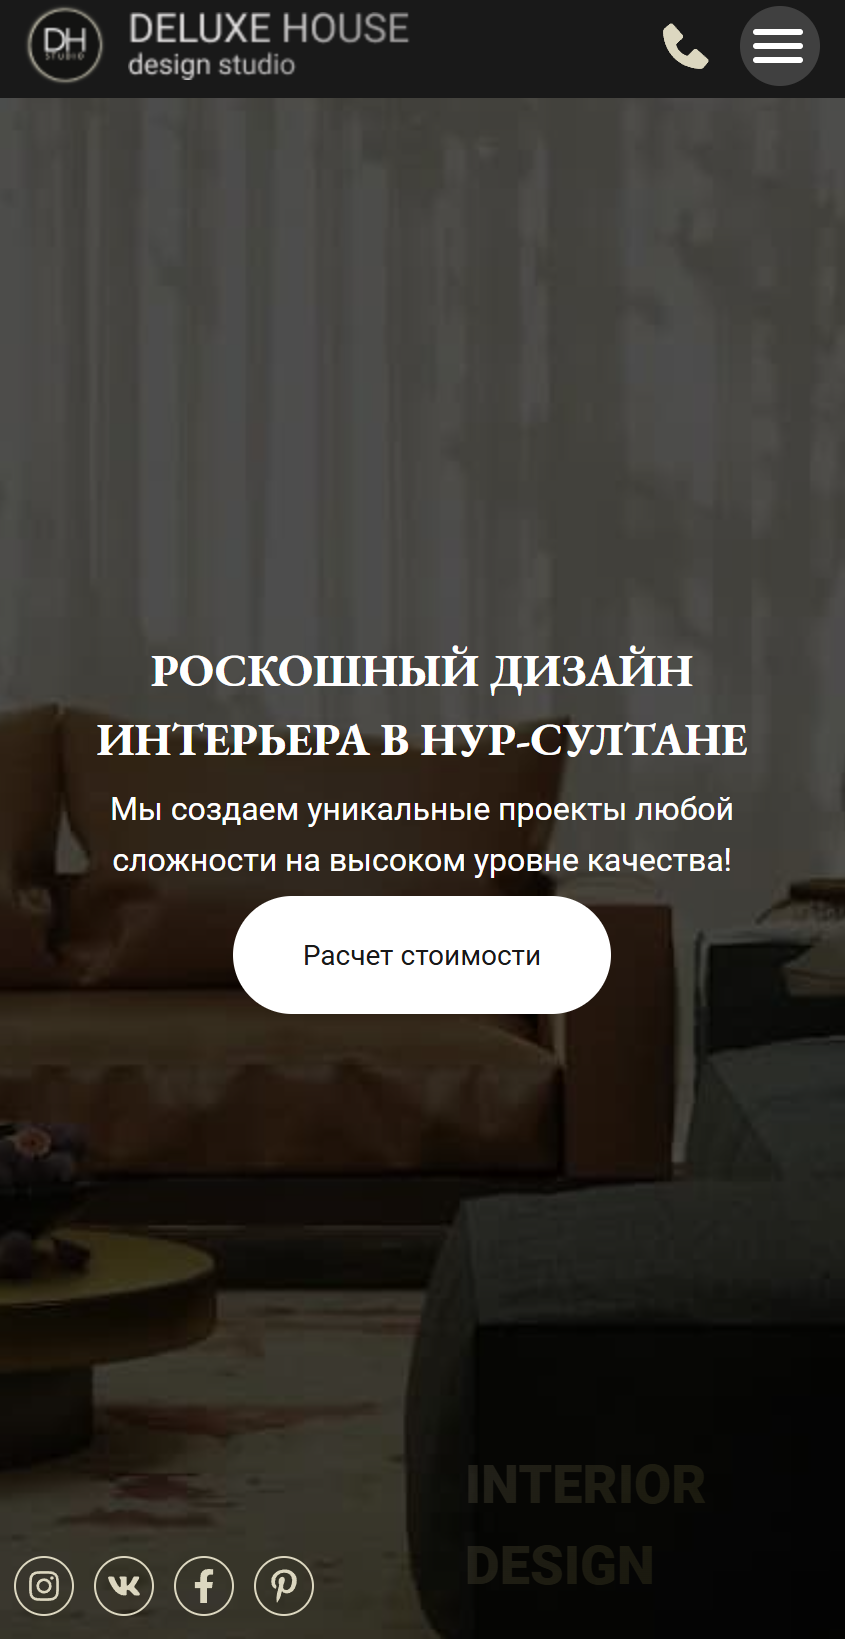 DH
STUDIO
DELUXE HOUSE
design studio
РОСКОШНЫЙ ДИЗАЙН
ИНТЕРЬЕРА В НУР-СУЛТАНЕ
Мы создаем уникальные проекты любой
сложности на высоком уровне качества!
Расчет стоимости
INTERIOR
DESIGN